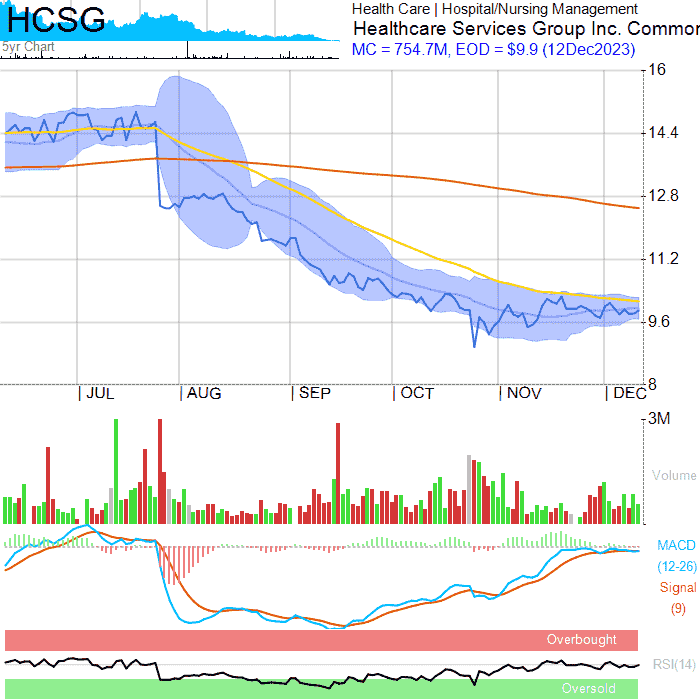 HCSG
5yr Chart
Health Care | Hospital/Nursing Management
Healthcare Services Group Inc. Common
MC = 754.7M, EOD = $9.9 (12Dec2023)
16
14.4
12.8
11.2
9.6
8
JUL AUG SEP OCT NOV DEC
3M
Volume
MACD
(12-26)
Signal
(9)
Overbought
RSI(14)
Oversold